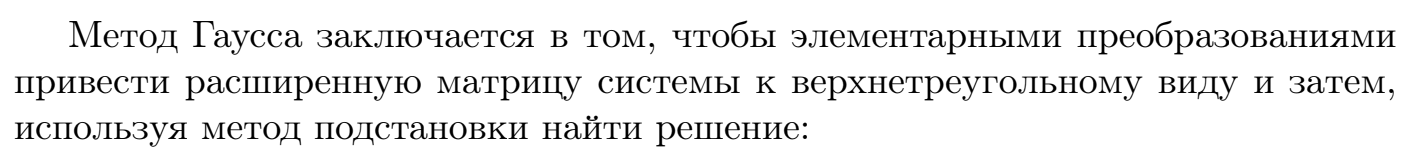 Метод Гаусса заключается в том, чтобы элементарными преобразованиями
привести расширенную матрицу системы к верхнетреугольному виду и затем,
используя метод подстановки найти решение: